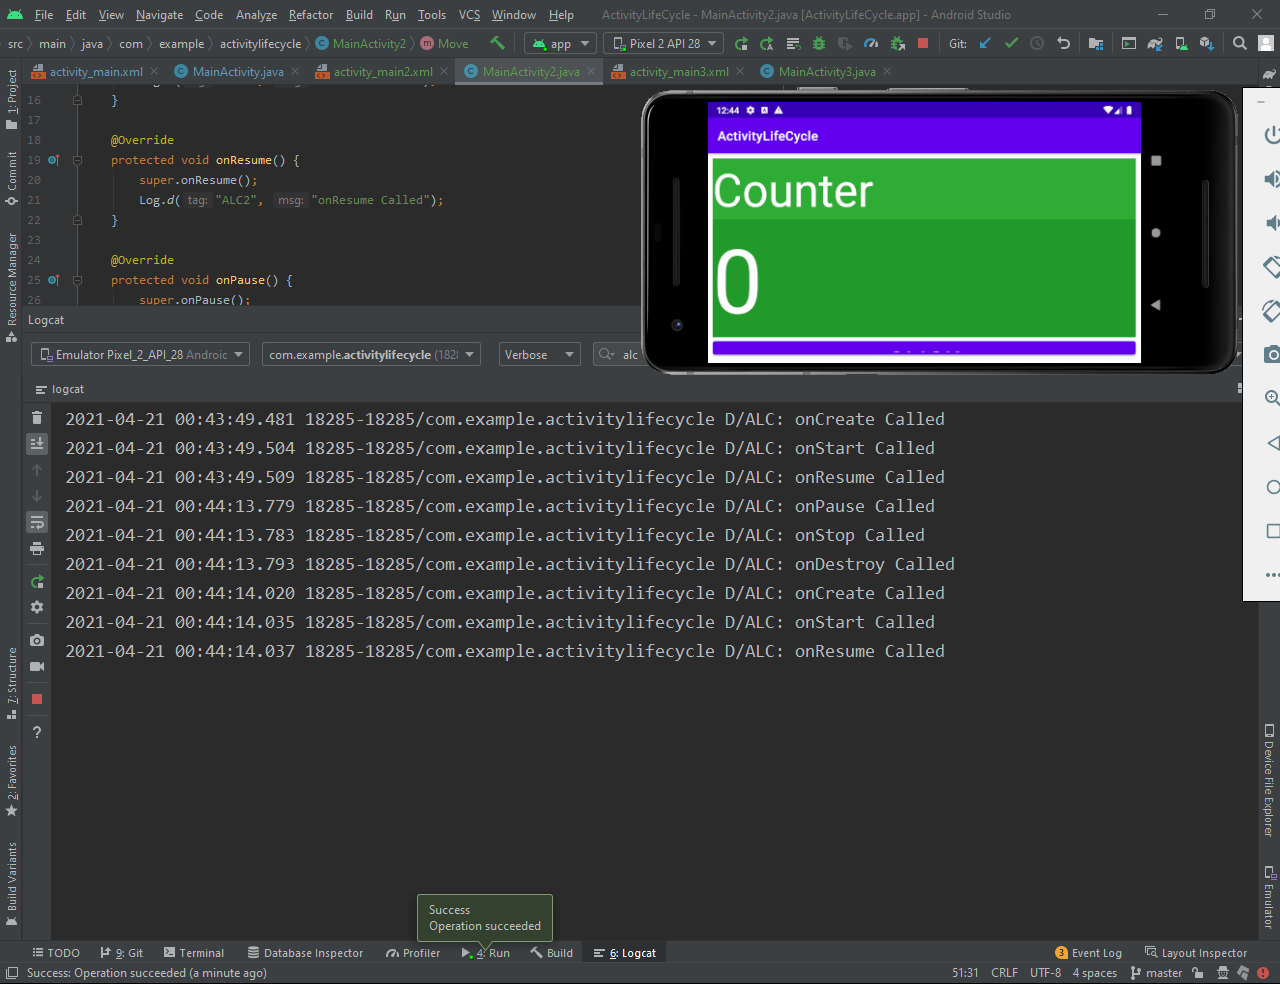 File Edit View Navigate Code Analyze Refactor Build Run Tools VCS Window Help ActivityLifeCycle - MainActivity2.java [ActivityLifeCycle.app] - Android Studio
src main java com example activitylifecycle MainActivity2 Move app Pixel 2 API 28 Git:
activity_main.xml MainActivity.java activity_main2.xml MainActivity2.java activity_main3.xml MainActivity3.java
16 }
17
18 @Override
19 protected void onResume() {
20 super.onResume();
21 Log.d( tag: "ALC2", msg: "onResume Called");
22 }
23
24 @Override
25 protected void onPause() {
26 super.onPause();
12:44
ActivityLifeCycle
Counter
0
1: Project
Commit
Resource Manager
7: Structure
2: Favorites
Build Variants
Logcat
Emulator Pixel_2_API_28 Android com.example.activitylifecycle (1828 Verbose alc
logcat
2021-04-21 00:43:49.481 18285-18285/com.example.activitylifecycle D/ALC: onCreate Called
2021-04-21 00:43:49.504 18285-18285/com.example.activitylifecycle D/ALC: onStart Called
2021-04-21 00:43:49.509 18285-18285/com.example.activitylifecycle D/ALC: onResume Called
2021-04-21 00:44:13.779 18285-18285/com.example.activitylifecycle D/ALC: onPause Called
2021-04-21 00:44:13.783 18285-18285/com.example.activitylifecycle D/ALC: onStop Called
2021-04-21 00:44:13.793 18285-18285/com.example.activitylifecycle D/ALC: onDestroy Called
2021-04-21 00:44:14.020 18285-18285/com.example.activitylifecycle D/ALC: onCreate Called
2021-04-21 00:44:14.035 18285-18285/com.example.activitylifecycle D/ALC: onStart Called
2021-04-21 00:44:14.037 18285-18285/com.example.activitylifecycle D/ALC: onResume Called
Device File Explorer
Emulator
Success
Operation succeeded
TODO 9: Git Terminal Database Inspector Profiler 4: Run Build 6: Logcat 3 Event Log Layout Inspector
Success: Operation succeeded (a minute ago) 51:31 CRLF UTF-8 4 spaces master